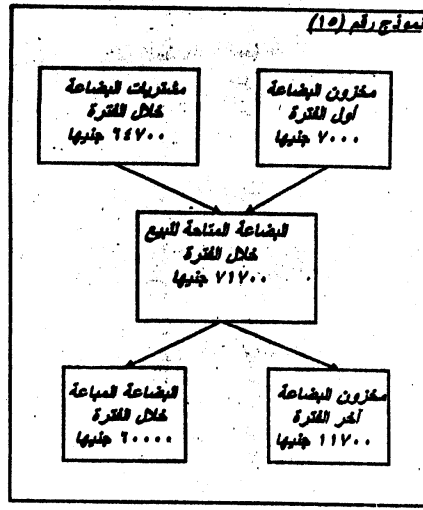 نموذج رقم (١٥)
مخزون البضاعة
أول الفترة
٧٠٠٠ جنيها
مشتريات البضاعة
خلال الفترة
٦٤٧٠٠ جنيها
البضاعة المتاحة للبيع
خلال الفترة
٧١٧٠٠ جنيها
مخزون البضاعة
آخر الفترة
١١٧٠٠ جنيها
البضاعة المباعة
خلال الفترة
٦٠٠٠٠ جنيها